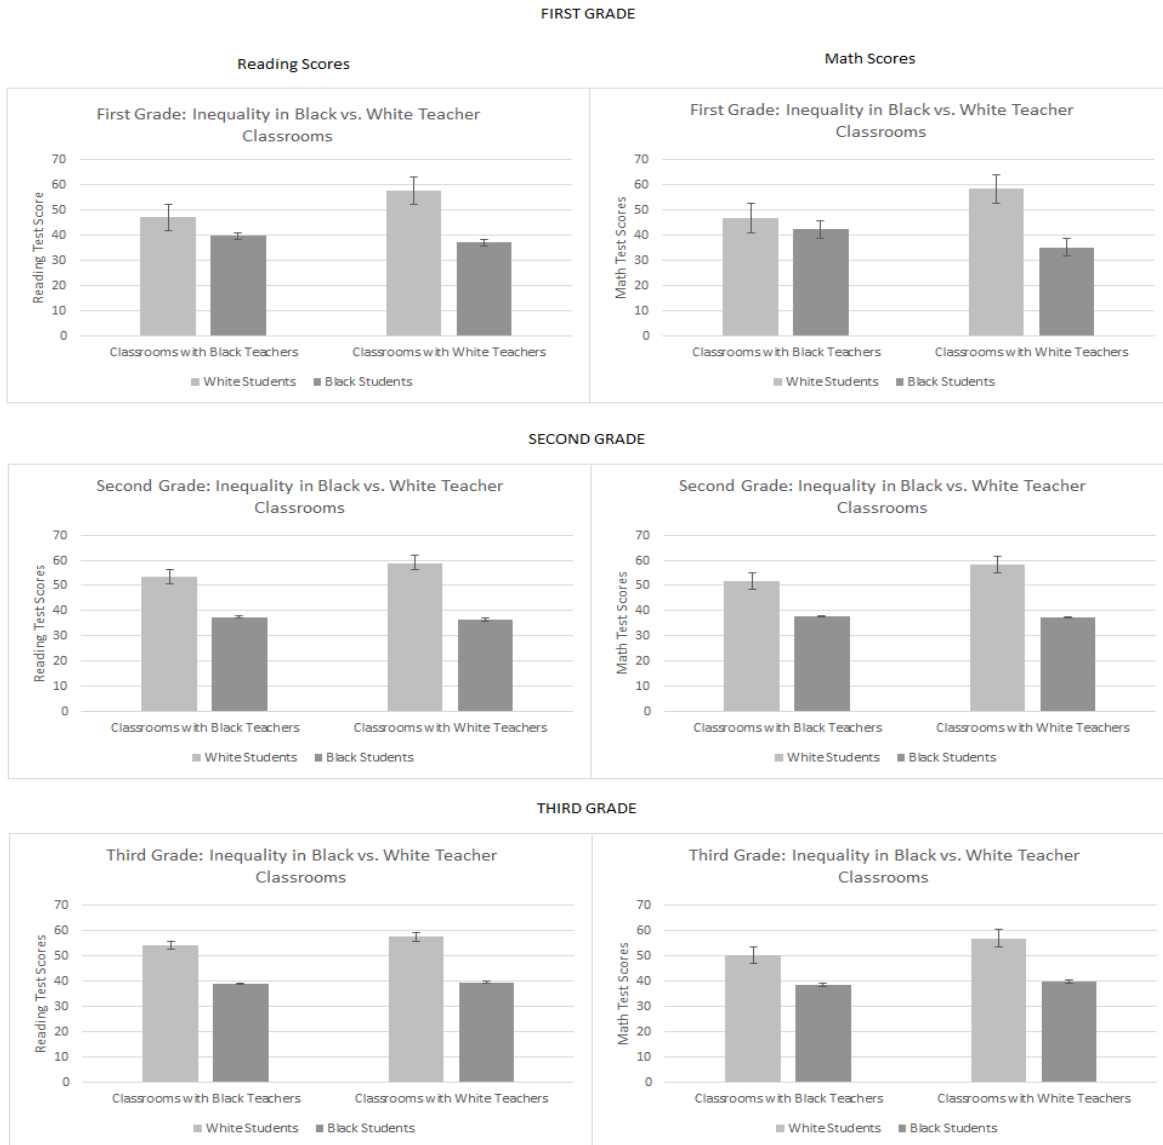 FIRST GRADE
Reading Scores
Math Scores
First Grade: Inequality in Black vs. White Teacher
Classrooms
Reading Test Score
70
60
50
40
30
20
10
0
Classrooms with Black Teachers
Classrooms with White Teachers
White Students
Black Students
First Grade: Inequality in Black vs. White Teacher
Classrooms
Math Test Scores
70
60
50
40
30
20
10
0
Classrooms with Black Teachers
Classrooms with White Teachers
White Students
Black Students
SECOND GRADE
Second Grade: Inequality in Black vs. White Teacher
Classrooms
Reading Test Scores
70
60
50
40
30
20
10
0
Classrooms with Black Teachers
Classrooms with White Teachers
White Students
Black Students
Second Grade: Inequality in Black vs. White Teacher
Classrooms
Math Test Scores
70
60
50
40
30
20
10
0
Classrooms with Black Teachers
Classrooms with White Teachers
White Students
Black Students
THIRD GRADE
Third Grade: Inequality in Black vs. White Teacher
Classrooms
Reading Test Scores
70
60
50
40
30
20
10
0
Classrooms with Black Teachers
Classrooms with White Teachers
White Students
Black Students
Third Grade: Inequality in Black vs. White Teacher
Classrooms
Math Test Scores
70
60
50
40
30
20
10
0
Classrooms with Black Teachers
Classrooms with White Teachers
White Students
Black Students